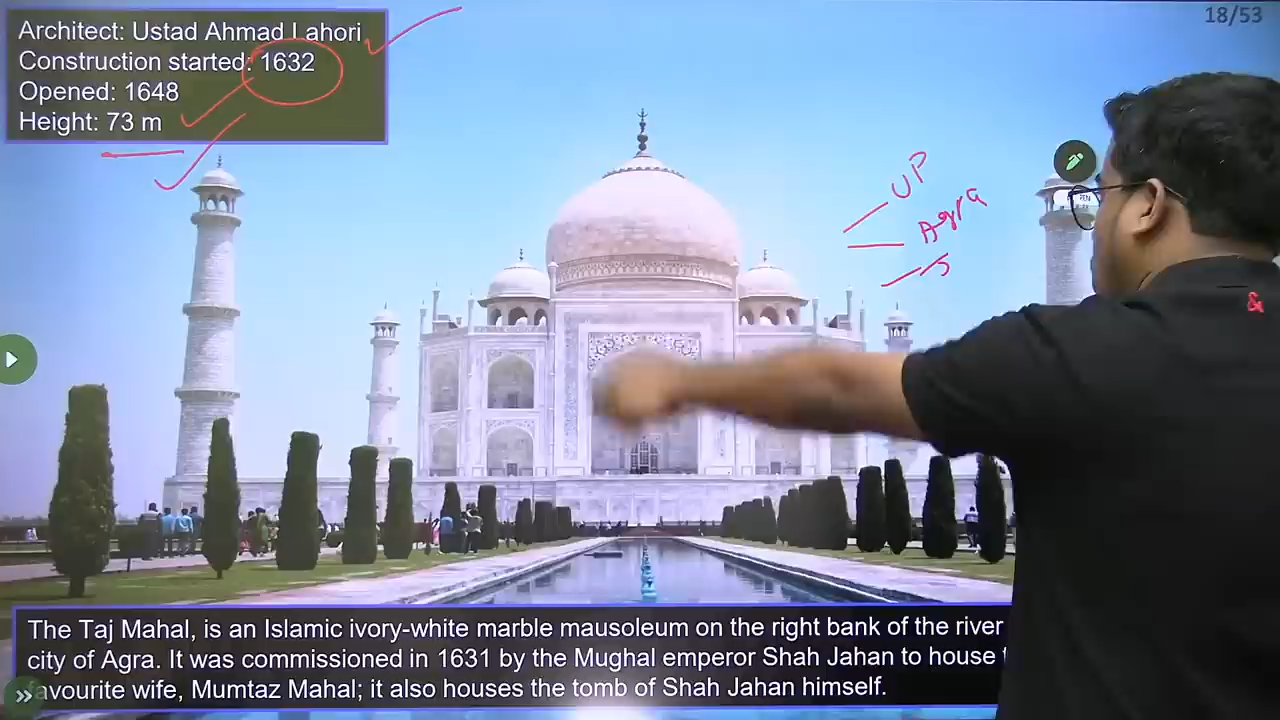 18/53
Architect: Ustad Ahmad Lahori
Construction started: 1632
Opened: 1648
Height: 73 m
UP
Agra
The Taj Mahal, is an Islamic ivory-white marble mausoleum on the right bank of the river
city of Agra. It was commissioned in 1631 by the Mughal emperor Shah Jahan to house
favourite wife, Mumtaz Mahal; it also houses the tomb of Shah Jahan himself.